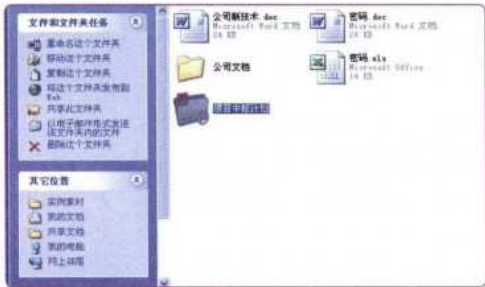 文件和文件夹任务
重命名这个文件夹
移动这个文件夹
复制这个文件夹
将这个文件夹发布到
Web
共享此文件夹
以电子邮件形式发送
该文件夹内的文件
删除这个文件夹
其它位置
实例素材
我的文档
共享文档
我的电脑
网上邻居
公司新技术.doc
Microsoft Word 文档
24 KB
密码.doc
Microsoft Word 文档
24 KB
公司文档
密码.xls
Microsoft Office
14 KB